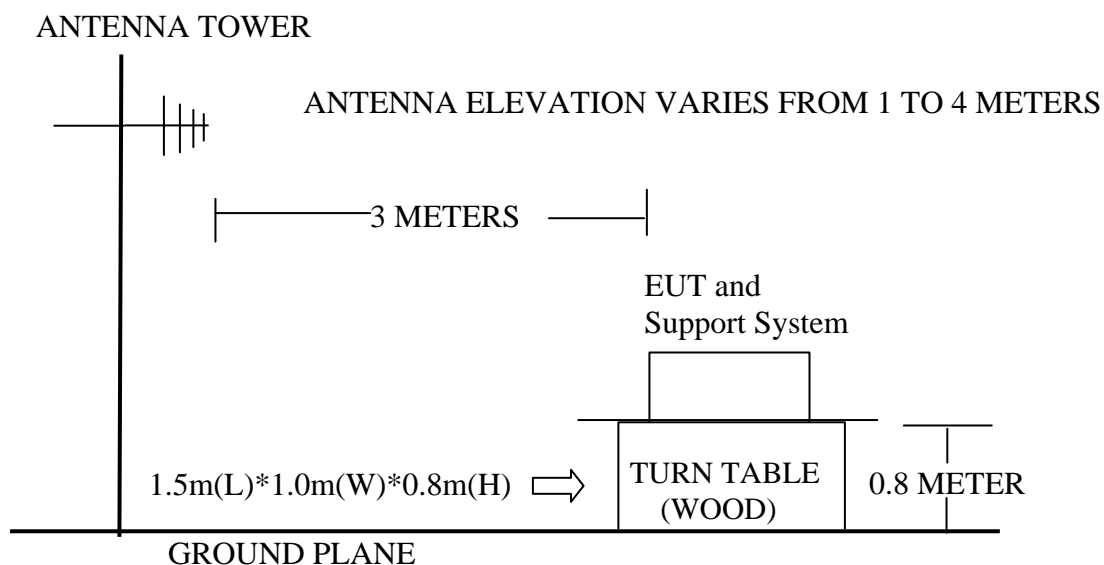 ANTENNA TOWER
ANTENNA ELEVATION VARIES FROM 1 TO 4 METERS
3 METERS
EUT and
Support System
1.5m(L)*1.0m(W)*0.8m(H)
TURN TABLE
(WOOD)
0.8 METER
GROUND PLANE